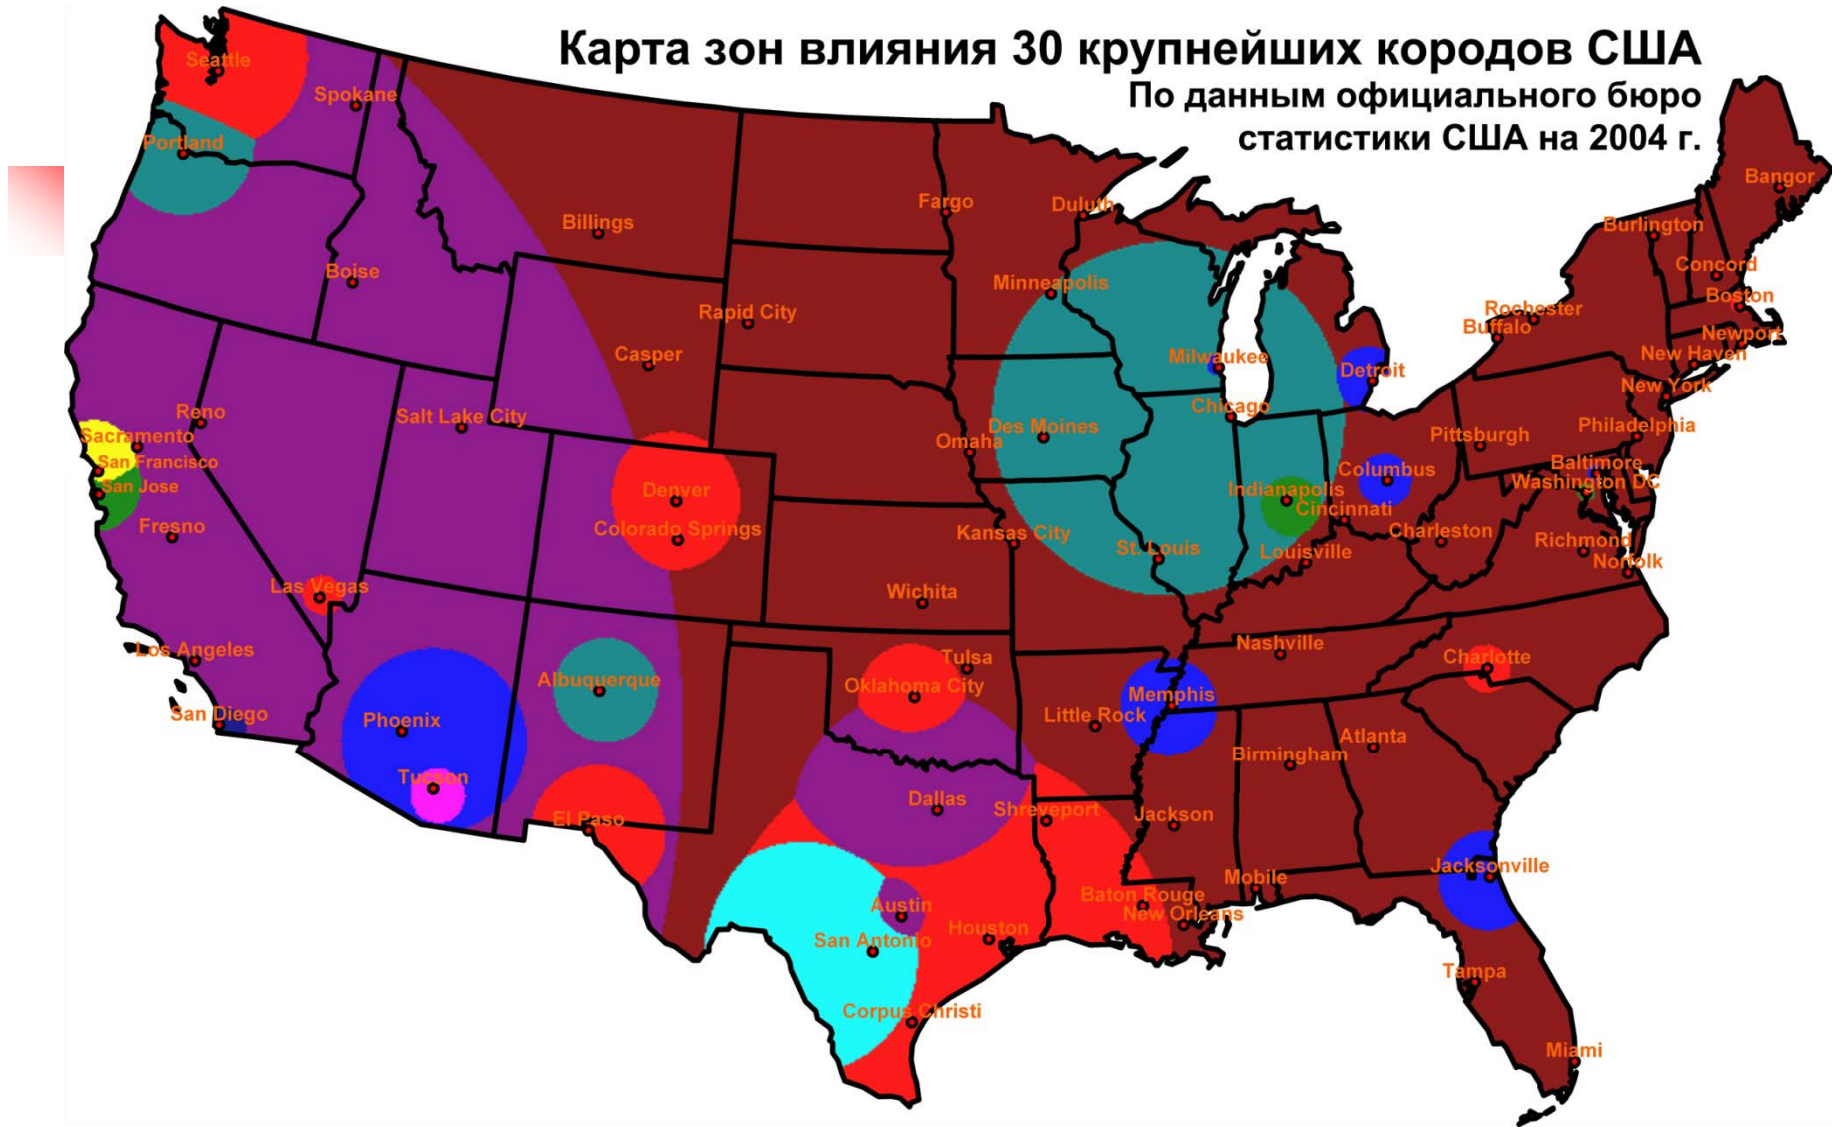 Карта зон влияния 30 крупнейших кородов США
По данным официального бюро
статистики США на 2004 г.
Seattle
Spokane
Portland
Bangor
Fargo
Duluth
Billings
Burlington
Boise
Concord
Minneapolis
Boston
Rapid City
Rochester
Buffalo
Newport
Casper
Milwaukee
New Haven
Detroit
New York
Reno
Salt Lake City
Chicago
Sacramento
Des Moines
Omaha
Pittsburgh
Philadelphia
San Francisco
Columbus
Baltimore
San Jose
Denver
Indianapolis
Washington DC
Cincinnati
Fresno
Colorado Springs
Kansas City
Charleston
Richmond
St. Louis
Louisville
Norfolk
Las Vegas
Wichita
Los Angeles
Nashville
Tulsa
Charlotte
Albuquerque
Oklahoma City
Memphis
San Diego
Phoenix
Little Rock
Atlanta
Birmingham
Tucson
Dallas
Shreveport
El Paso
Jackson
Jacksonville
Mobile
Baton Rouge
Austin
New Orleans
Houston
San Antonio
Tampa
Corpus Christi
Miami